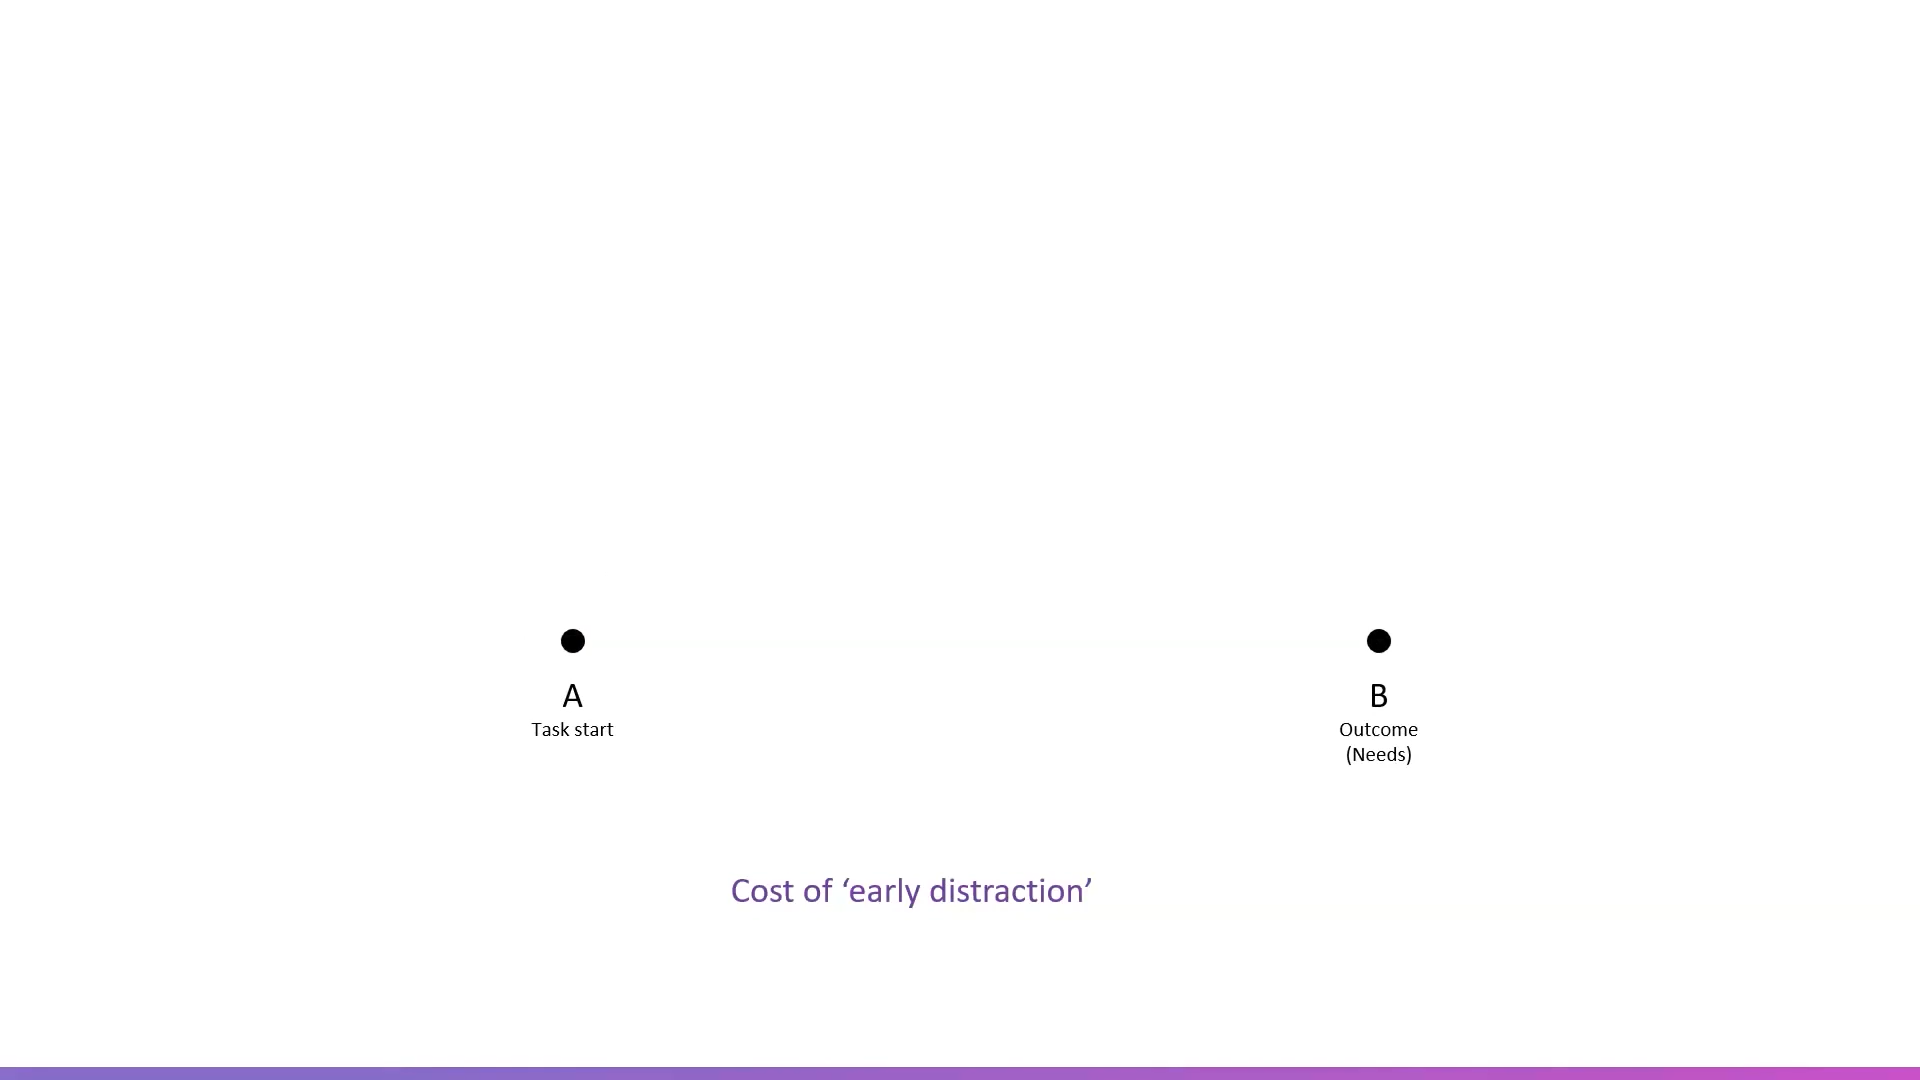 A
Task start
B
Outcome
(Needs)
Cost of ‘early distraction’